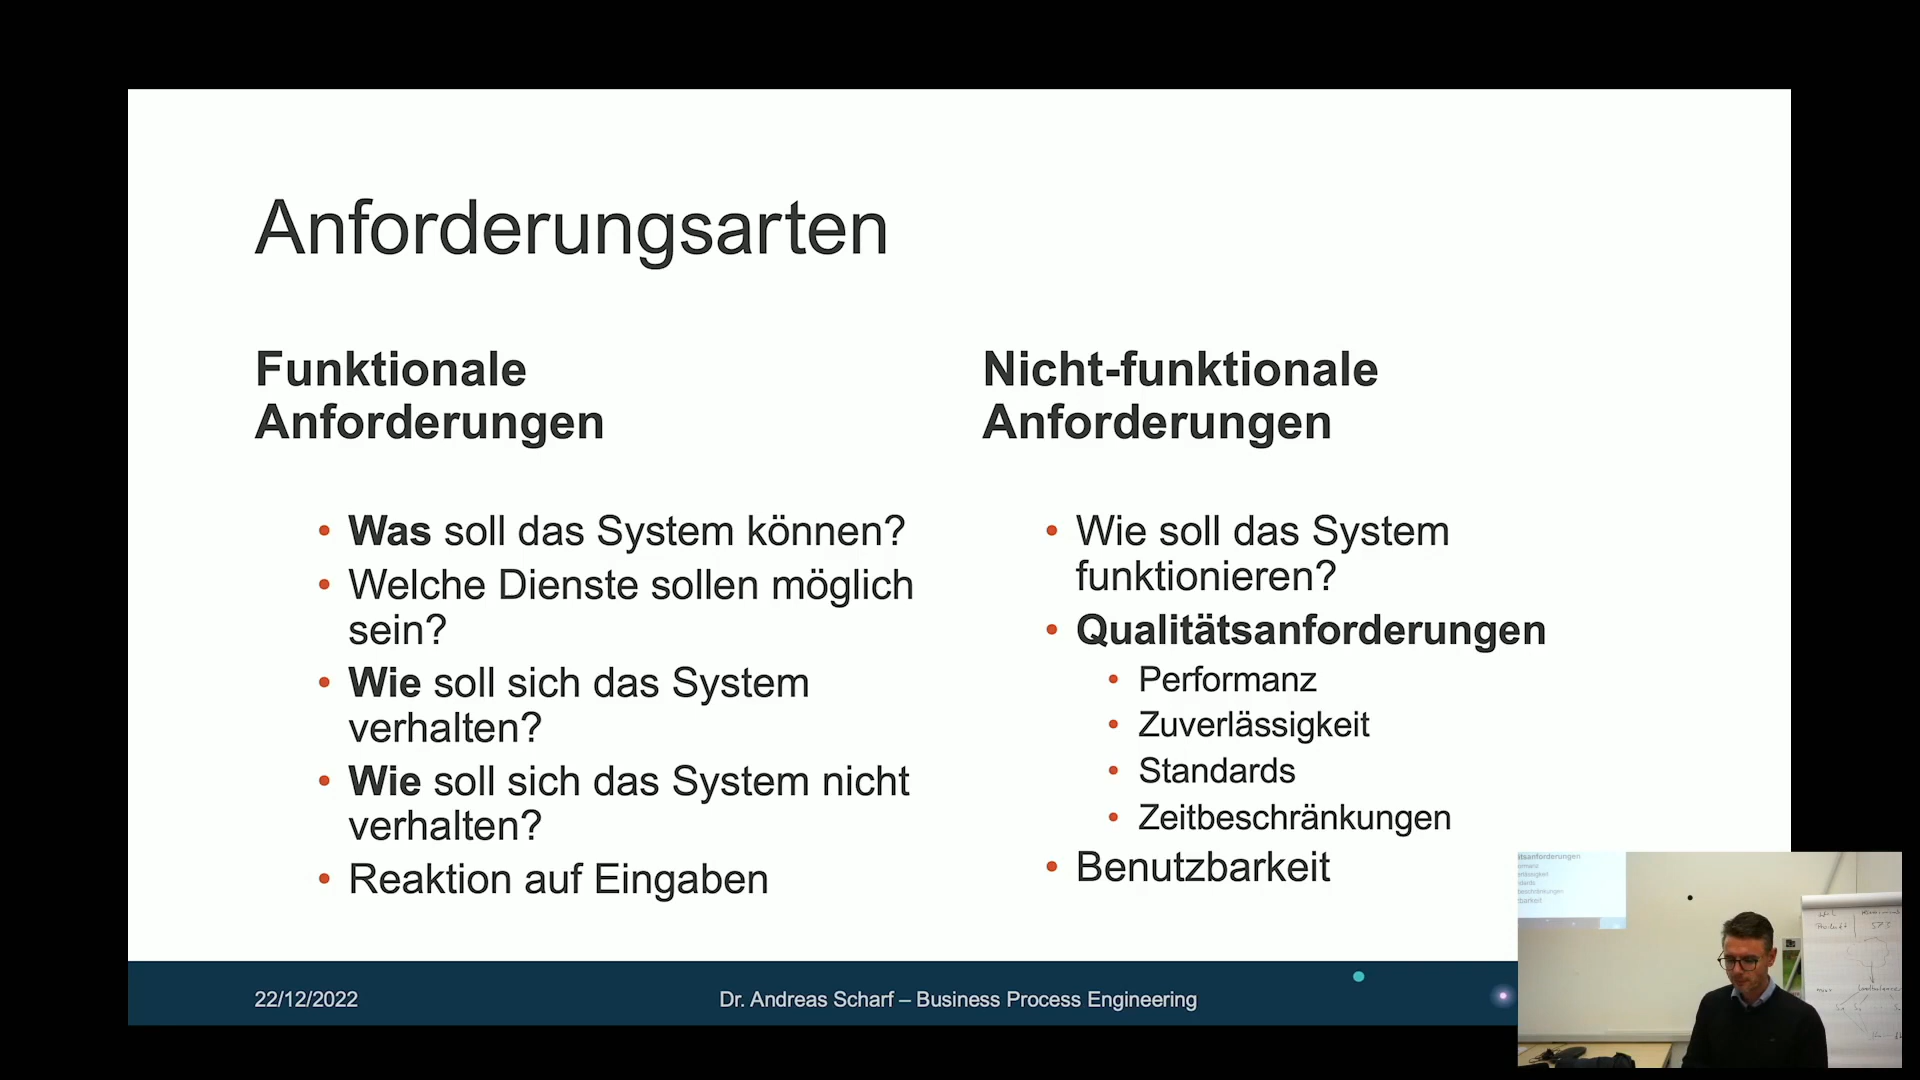 Anforderungsarten
Funktionale
Anforderungen
• Was soll das System können?
• Welche Dienste sollen möglich
sein?
• Wie soll sich das System
verhalten?
• Wie soll sich das System nicht
verhalten?
• Reaktion auf Eingaben
Nicht-funktionale
Anforderungen
• Wie soll das System
funktionieren?
• Qualitätsanforderungen
• Performanz
• Zuverlässigkeit
• Standards
• Zeitbeschränkungen
• Benutzbarkeit
22/12/2022
Dr. Andreas Scharf – Business Process Engineering